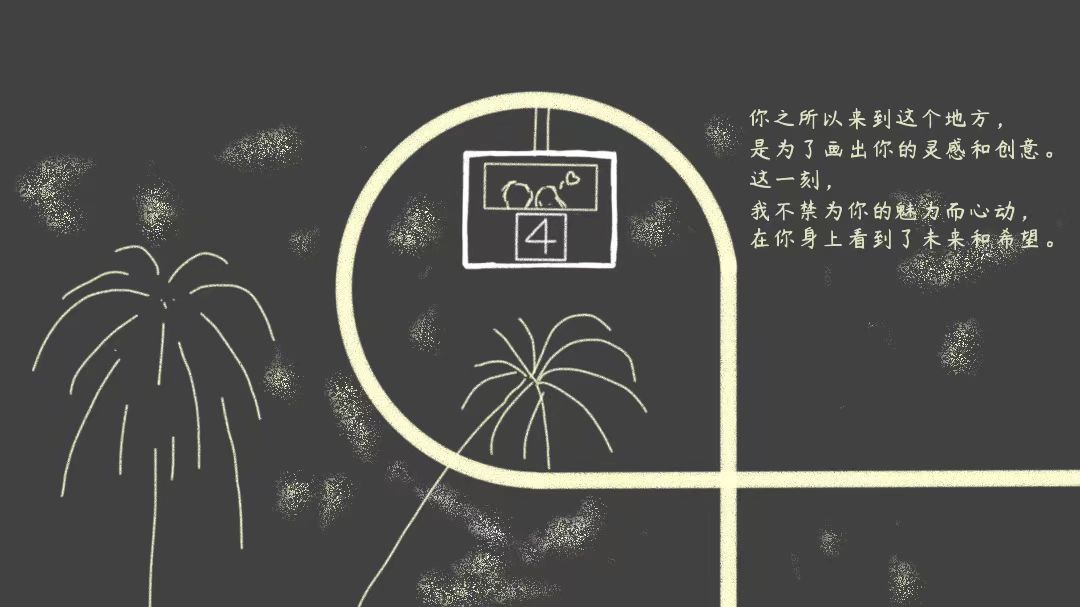 4
你之所以来到这个地方，
是为了画出你的灵感和创意。
这一刻，
我不禁为你的魅为而心动，
在你身上看到了未来和希望。